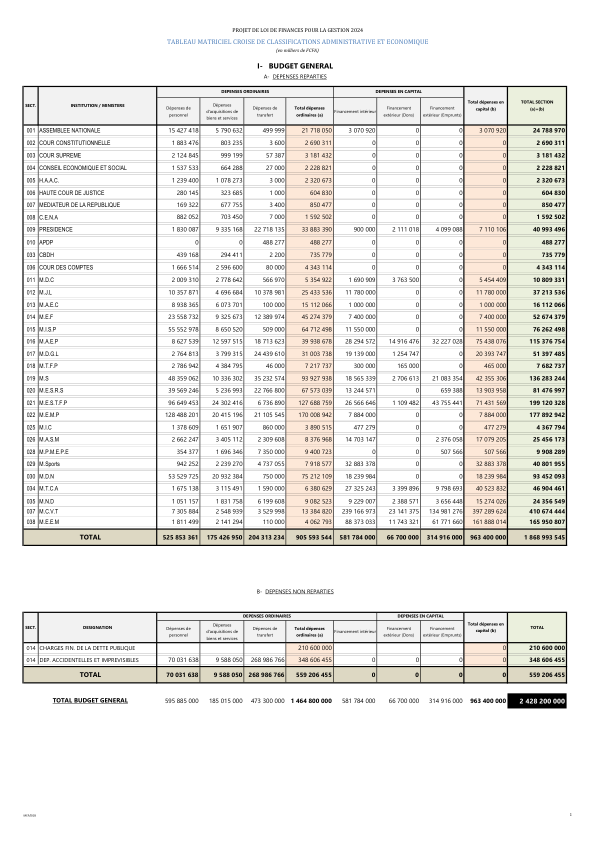 PROJET DE LOI DE FINANCES POUR LA GESTION 2024
TABLEAU MATRICIEL CROISE DE CLASSIFICATIONS ADMINISTRATIVE ET ECONOMIQUE
(en milliers de FCFA)
I- BUDGET GENERAL
A- DEPENSES REPARTIES
SECT. INSTITUTION / MINISTERE DEPENSES ORDINAIRES DEPENSES EN CAPITAL Total dépenses en capital (b) TOTAL SECTION (a)+(b)
Dépenses de personnel Dépenses d'acquisitions de biens et services Dépenses de transfert Total dépenses ordinaires (a) Financement intérieur Financement extérieur (Dons) Financement extérieur (Emprunts)
001 ASSEMBLEE NATIONALE 15 427 418 5 790 632 499 999 21 718 050 3 070 920 0 0 3 070 920 24 788 970
002 COUR CONSTITUTIONNELLE 1 883 476 803 235 3 600 2 690 311 0 0 0 0 2 690 311
003 COUR SUPREME 2 124 845 999 199 57 387 3 181 432 0 0 0 0 3 181 432
004 CONSEIL ECONOMIQUE ET SOCIAL 1 537 533 664 288 27 000 2 228 821 0 0 0 0 2 228 821
005 H.A.A.C. 1 239 400 1 078 273 3 000 2 320 673 0 0 0 0 2 320 673
006 HAUTE COUR DE JUSTICE 280 145 323 685 1 000 604 830 0 0 0 0 604 830
007 MEDIATEUR DE LA REPUBLIQUE 169 322 677 755 3 400 850 477 0 0 0 0 850 477
008 C.E.N.A 882 052 703 450 7 000 1 592 502 0 0 0 0 1 592 502
009 PRESIDENCE 1 830 087 9 335 168 22 718 135 33 883 390 900 000 2 111 018 4 099 088 7 110 106 40 993 496
010 APDP 0 0 488 277 488 277 0 0 0 0 488 277
033 CBDH 439 168 294 411 2 200 735 779 0 0 0 0 735 779
036 COUR DES COMPTES 1 666 514 2 596 600 80 000 4 343 114 0 0 0 0 4 343 114
011 M.D.C 2 009 310 2 778 042 566 970 5 354 922 1 690 909 3 763 500 0 5 454 409 10 809 331
012 M.J.L 10 357 871 4 696 684 10 378 981 25 433 536 11 780 000 0 0 11 780 000 37 213 536
013 M.A.E.C 8 938 365 6 073 701 100 000 15 112 066 1 000 000 0 0 1 000 000 16 112 066
014 M.E.F 23 558 732 9 325 673 12 389 974 45 274 379 7 400 000 0 0 7 400 000 52 674 379
015 M.I.S.P 55 552 978 8 650 520 509 000 64 712 498 11 550 000 0 0 11 550 000 76 262 498
016 M.A.E.P 8 627 539 12 597 515 18 713 623 39 938 678 28 294 572 14 916 476 32 227 028 75 438 076 115 376 754
017 M.D.G.L 2 764 813 3 799 315 24 439 610 31 003 738 19 139 000 1 254 747 0 20 393 747 51 397 485
018 M.T.F.P 2 786 942 4 384 795 46 000 7 217 737 300 000 165 000 0 465 000 7 682 737
019 M.S 48 359 062 10 336 302 35 232 574 93 927 938 18 565 339 2 706 613 21 083 354 42 355 306 136 283 244
020 M.E.S.R.S 39 569 246 5 236 993 22 766 800 67 573 039 13 244 571 0 659 388 13 903 958 81 476 997
021 M.E.S.T.F.P 96 649 453 24 302 416 6 736 890 127 688 759 26 566 646 1 109 482 43 755 441 71 431 569 199 120 328
022 M.E.M.P 128 488 201 20 415 196 21 105 545 170 008 942 7 884 000 0 0 7 884 000 177 892 942
025 M.I.C 1 378 609 1 651 907 860 000 3 890 515 477 279 0 0 477 279 4 367 794
026 M.A.S.M 2 662 247 3 405 112 2 309 608 8 376 968 14 703 147 0 2 376 058 17 079 205 25 456 173
028 M.P.M.E.P.E 354 377 1 696 346 7 350 000 9 400 723 0 0 507 566 507 566 9 908 289
029 M.Sports 942 252 2 239 270 4 737 055 7 918 577 32 883 378 0 0 32 883 378 40 801 955
030 M.D.N 53 529 725 20 932 384 750 000 75 212 109 18 239 984 0 0 18 239 984 93 452 093
034 M.T.C.A 1 675 138 3 115 491 1 590 000 6 380 629 27 325 243 3 399 896 9 798 693 40 523 832 46 904 461
035 M.N.D 1 051 157 1 831 758 6 199 608 9 082 523 9 229 007 2 388 571 3 656 448 15 274 026 24 356 549
037 M.C.V.T 7 305 884 2 548 939 3 529 998 13 384 820 239 166 973 23 141 375 134 981 276 397 289 624 410 674 444
038 M.E.E.M 1 811 499 2 141 294 110 000 4 062 793 88 373 033 11 743 321 61 771 660 161 888 014 165 950 807
TOTAL 525 853 361 175 426 950 204 313 234 905 593 544 581 784 000 66 700 000 314 916 000 963 400 000 1 868 993 545
B- DEPENSES NON REPARTIES
SECT. DESIGNATION DEPENSES ORDINAIRES DEPENSES EN CAPITAL Total dépenses en capital (b) TOTAL
Dépenses de personnel Dépenses d'acquisitions de biens et services Dépenses de transfert Total dépenses ordinaires (a) Financement intérieur Financement extérieur (Dons) Financement extérieur (Emprunts)
014 CHARGES FIN. DE LA DETTE PUBLIQUE 210 600 000 0 210 600 000
014 DEP. ACCIDENTELLES ET IMPREVISIBLES 70 031 638 9 588 050 268 986 766 348 606 455 0 0 0 0 348 606 455
TOTAL 70 031 638 9 588 050 268 986 766 559 206 455 0 0 0 0 559 206 455
TOTAL BUDGET GENERAL 595 885 000 185 015 000 473 300 000 1 464 800 000 581 784 000 66 700 000 314 916 000 963 400 000 2 428 200 000
1